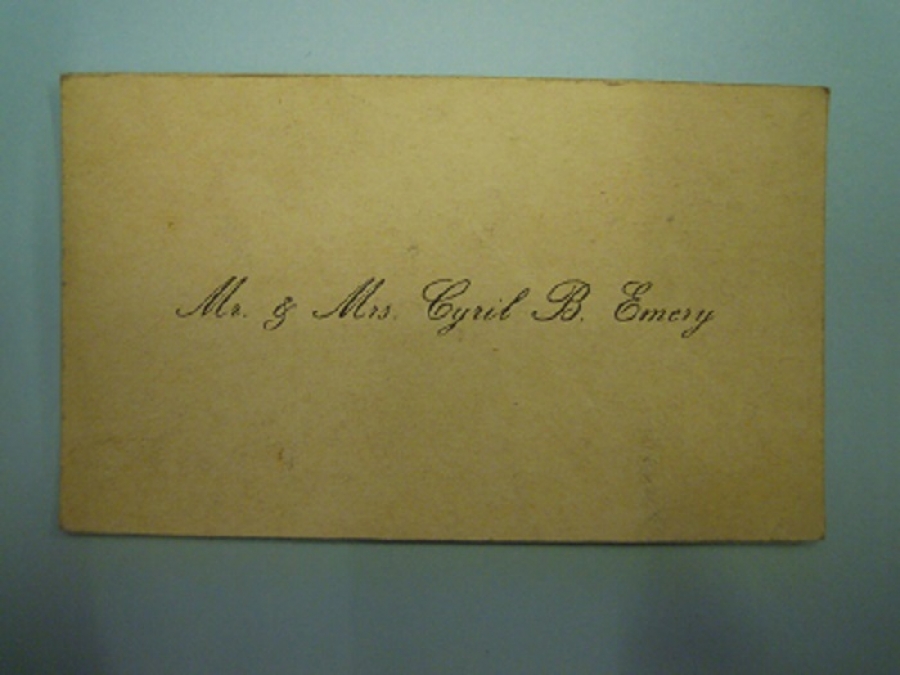 Mr. & Mrs. Cyril B. Emery